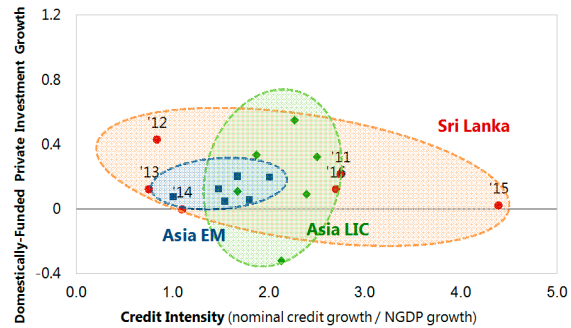 Domestically-Funded Private Investment Growth
1.2
0.8
0.4
0
-0.4
'12
Sri Lanka
'13
'11
'16
'14
'15
Asia EM
Asia LIC
0.0 1.0 2.0 3.0 4.0 5.0
Credit Intensity (nominal credit growth / NGDP growth)